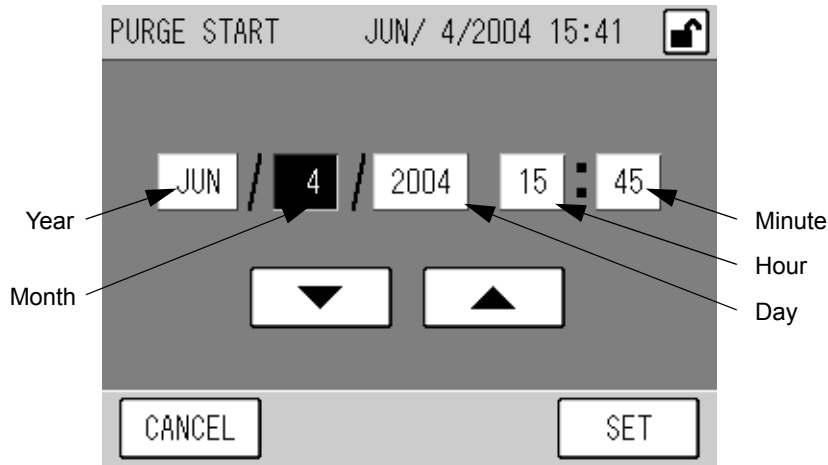 PURGE START JUN/ 4/2004 15:41
JUN / 4 / 2004 15 : 45
Year
Minute
Hour
Month
Day
CANCEL SET